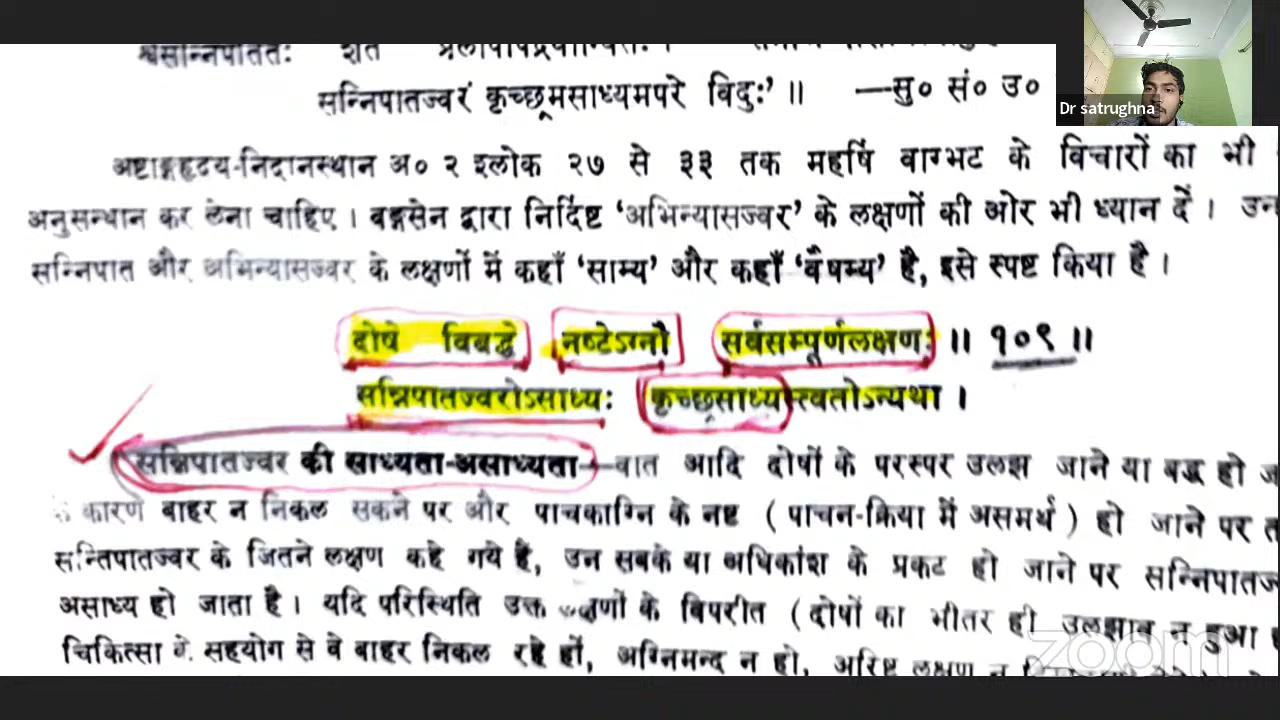 Dr satrughna
सन्निपातज्वरं कृच्छ्रमसाध्यमपरे विदुः’ ॥ —सु० सं० उ०
अष्टाङ्गहृदय-निदानस्थान अ० २ श्लोक २७ से ३३ तक महर्षि वाग्भट के विचारों का भी
अनुसन्धान कर लेना चाहिए । वङ्गसेन द्वारा निर्दिष्ट ‘अभिन्यासज्वर’ के लक्षणों की ओर भी ध्यान दें ।
सन्निपात और अभिन्यासज्वर के लक्षणों में कहाँ ‘साम्य’ और कहाँ ‘वैषम्य’ है, इसे स्पष्ट किया है ।
दोषे विबद्धे नष्टेऽग्नौ सर्वसम्पूर्णलक्षणः ॥ १०९ ॥
सन्निपातज्वरोऽसाध्यः कृच्छ्रसाध्यस्त्वतोऽन्यथा ।
सन्निपातज्वर की साध्यता-असाध्यता—वात आदि दोषों के परस्पर उलझ जाने या बद्ध हो
कारण बाहर न निकल सकने पर और पाचकाग्नि के नष्ट ( पाचन-क्रिया में असमर्थ ) हो जाने पर
सन्निपातज्वर के जितने लक्षण कहे गये हैं, उन सबके या अधिकांश के प्रकट हो जाने पर
असाध्य हो जाता है । यदि परिस्थिति उक्त के विपरीत ( दोषों का भीतर ही उलझाव न हुआ
चिकित्सा के सहयोग से वे बाहर निकल रहे हों, अग्निमन्द न हो, अरिष्ट लक्षण
zoom